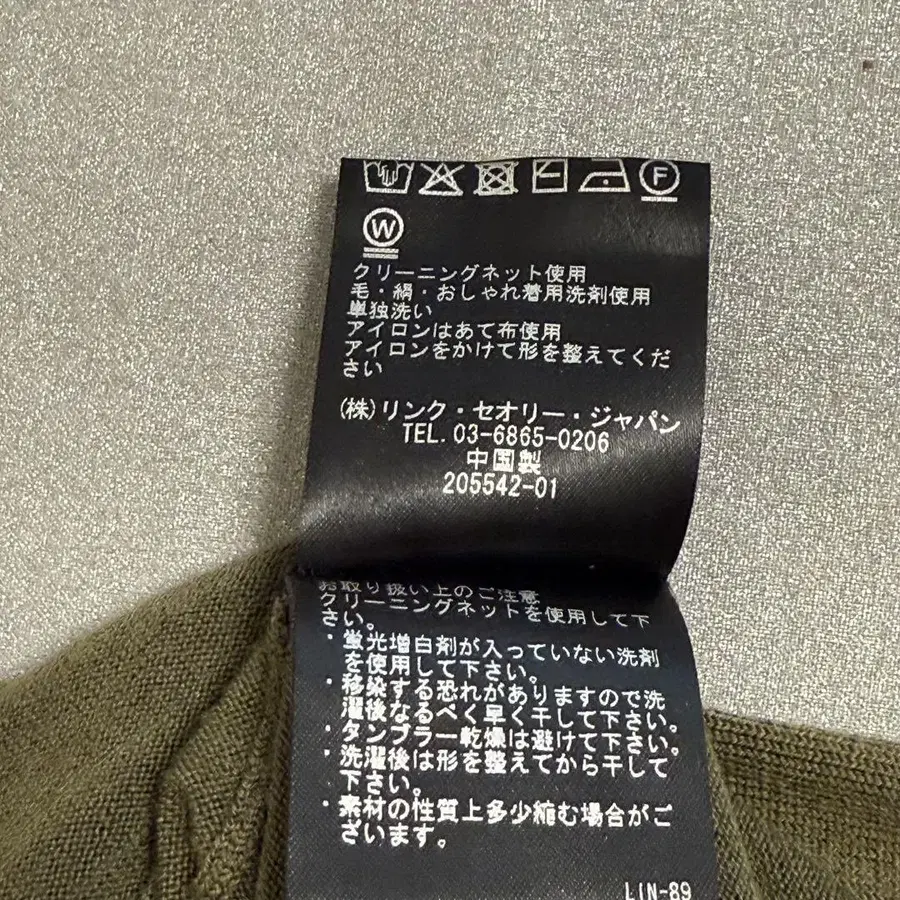 F
W
クリーニングネット使用
毛・絹・おしゃれ着用洗剤使用
単独洗い
アイロンはあて布使用
アイロンをかけて形を整えてくだ
さい
(株)リンク・セオリー・ジャパン
TEL. 03-6865-0206
中国製
205542-01
お取り扱い上のご注意
クリーニングネットを使用して下
さい。
・蛍光増白剤が入っていない洗剤
を使用して下さい。
・移染する恐れがありますので洗
濯後なるべく早く干して下さい。
・タンブラー乾燥は避けて下さい。
・洗濯後は形を整えてから干して
下さい。
・素材の性質上多少縮む場合がご
ざいます。
LIN-89